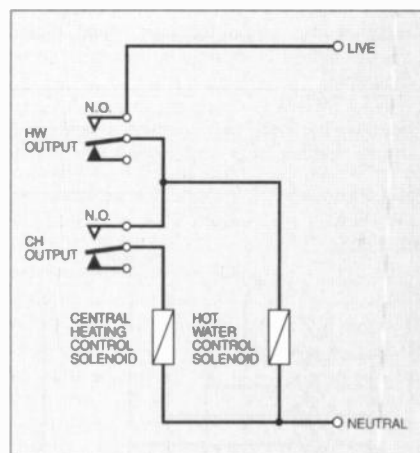 LIVE
N.O.
HW
OUTPUT
N.O.
CH
OUTPUT
CENTRAL
HEATING
CONTROL
SOLENOID
HOT
WATER
CONTROL
SOLENOID
NEUTRAL